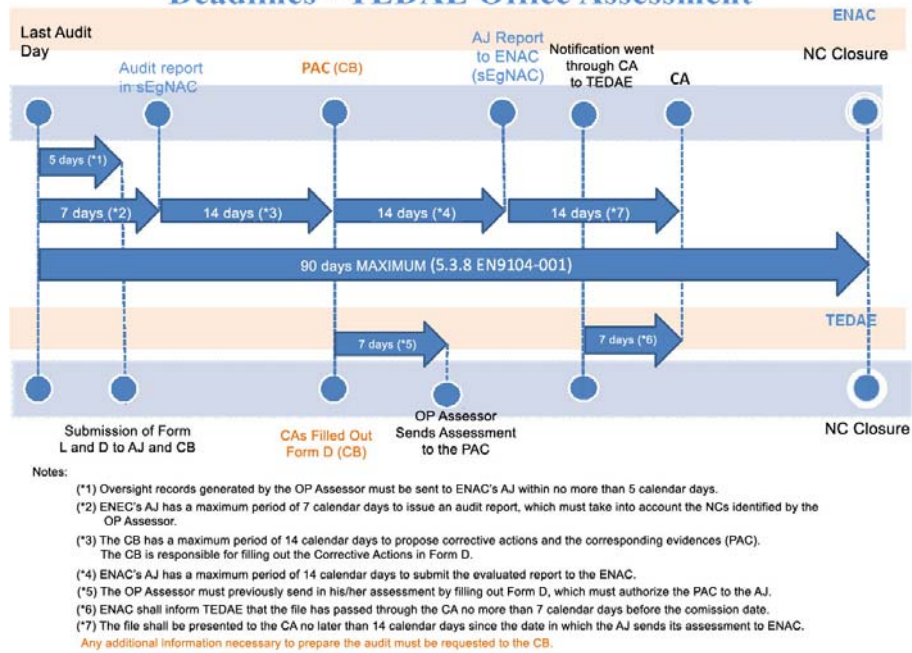 Deadlines - TEDAE Office Assessment
ENAC
Last Audit
Day
Audit report
in sEgNAC
PAC (CB)
AJ Report
to ENAC
(sEgNAC)
Notification went
through CA
to TEDAE
CA
NC Closure
5 days (*1)
7 days (*2)
14 days (*3)
14 days (*4)
14 days (*7)
90 days MAXIMUM (5.3.8 EN9104-001)
TEDAE
7 days (*5)
7 days (*6)
Submission of Form
L and D to AJ and CB
CAs Filled Out
Form D (CB)
OP Assessor
Sends Assessment
to the PAC
NC Closure
Notes:
(*1) Oversight records generated by the OP Assessor must be sent to ENAC's AJ within no more than 5 calendar days.
(*2) ENEC's AJ has a maximum period of 7 calendar days to issue an audit report, which must take into account the NCs identified by the
OP Assessor.
(*3) The CB has a maximum period of 14 calendar days to propose corrective actions and the corresponding evidences (PAC).
The CB is responsible for filling out the Corrective Actions in Form D.
(*4) ENAC's AJ has a maximum period of 14 calendar days to submit the evaluated report to the ENAC.
(*5) The OP Assessor must previously send in his/her assessment by filling out Form D, which must authorize the PAC to the AJ.
(*6) ENAC shall inform TEDAE that the file has passed through the CA no more than 7 calendar days before the comission date.
(*7) The file shall be presented to the CA no later than 14 calendar days since the date in which the AJ sends its assessment to ENAC.
Any additional information necessary to prepare the audit must be requested to the CB.